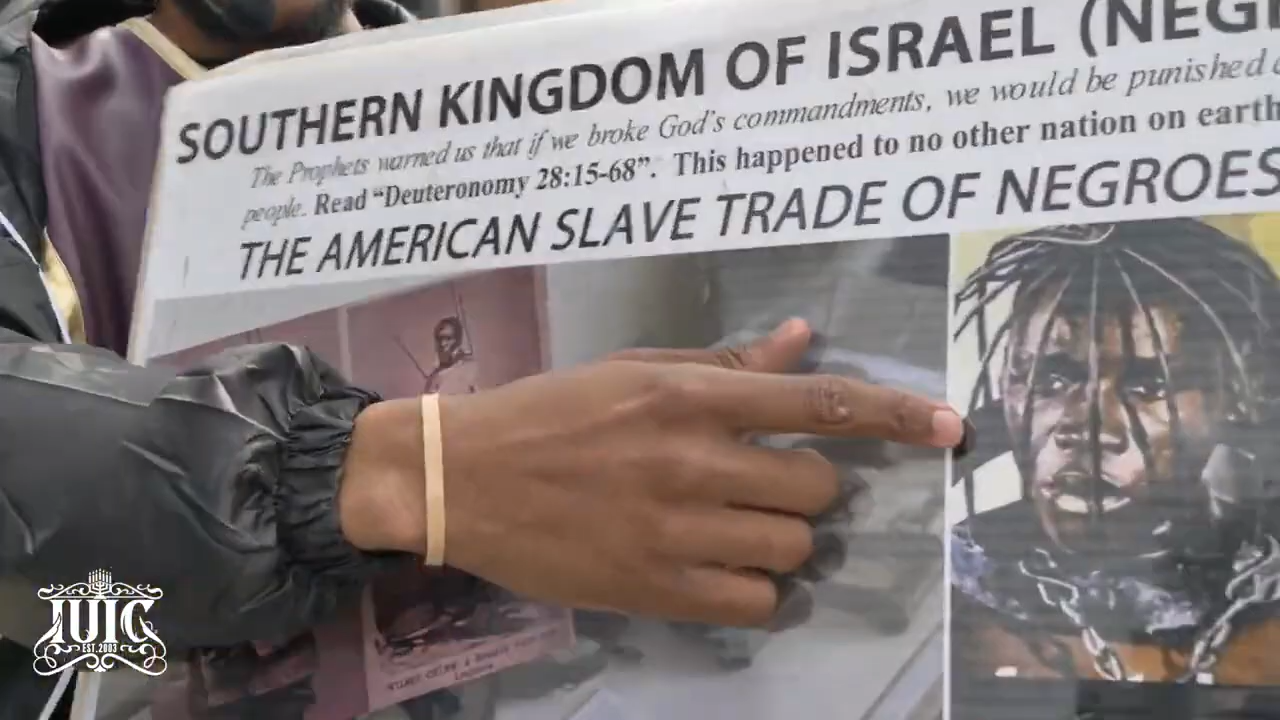 SOUTHERN KINGDOM OF ISRAEL (NEG
The Prophets warned us that if we broke God's commandments, we would be punished
people. Read "Deuteronomy 28:15-68". This happened to no other nation on earth
THE AMERICAN SLAVE TRADE OF NEGROES
IUIC
EST. 2003